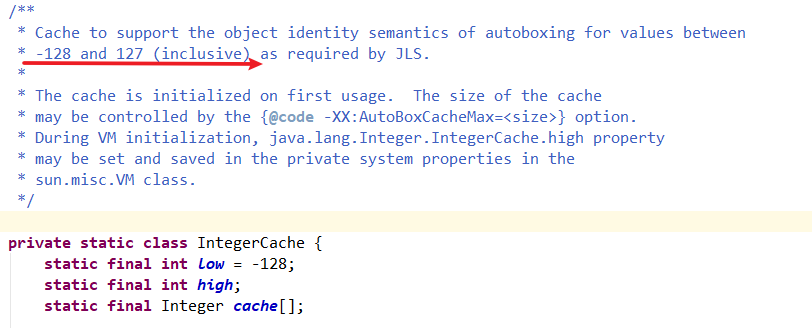 /**
 * Cache to support the object identity semantics of autoboxing for values between
 * -128 and 127 (inclusive) as required by JLS.
 *
 * The cache is initialized on first usage.  The size of the cache
 * may be controlled by the {@code -XX:AutoBoxCacheMax=<size>} option.
 * During VM initialization, java.lang.Integer.IntegerCache.high property
 * may be set and saved in the private system properties in the
 * sun.misc.VM class.
 */
private static class IntegerCache {
    static final int low = -128;
    static final int high;
    static final Integer cache[];